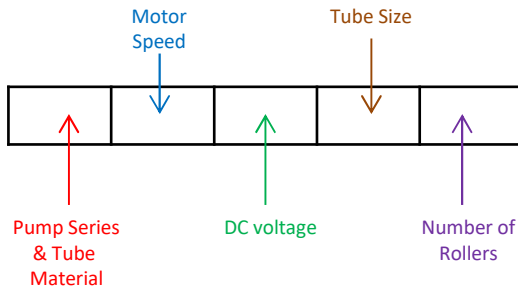 Motor
Speed
Tube Size
Pump Series
& Tube
Material
DC voltage
Number of
Rollers